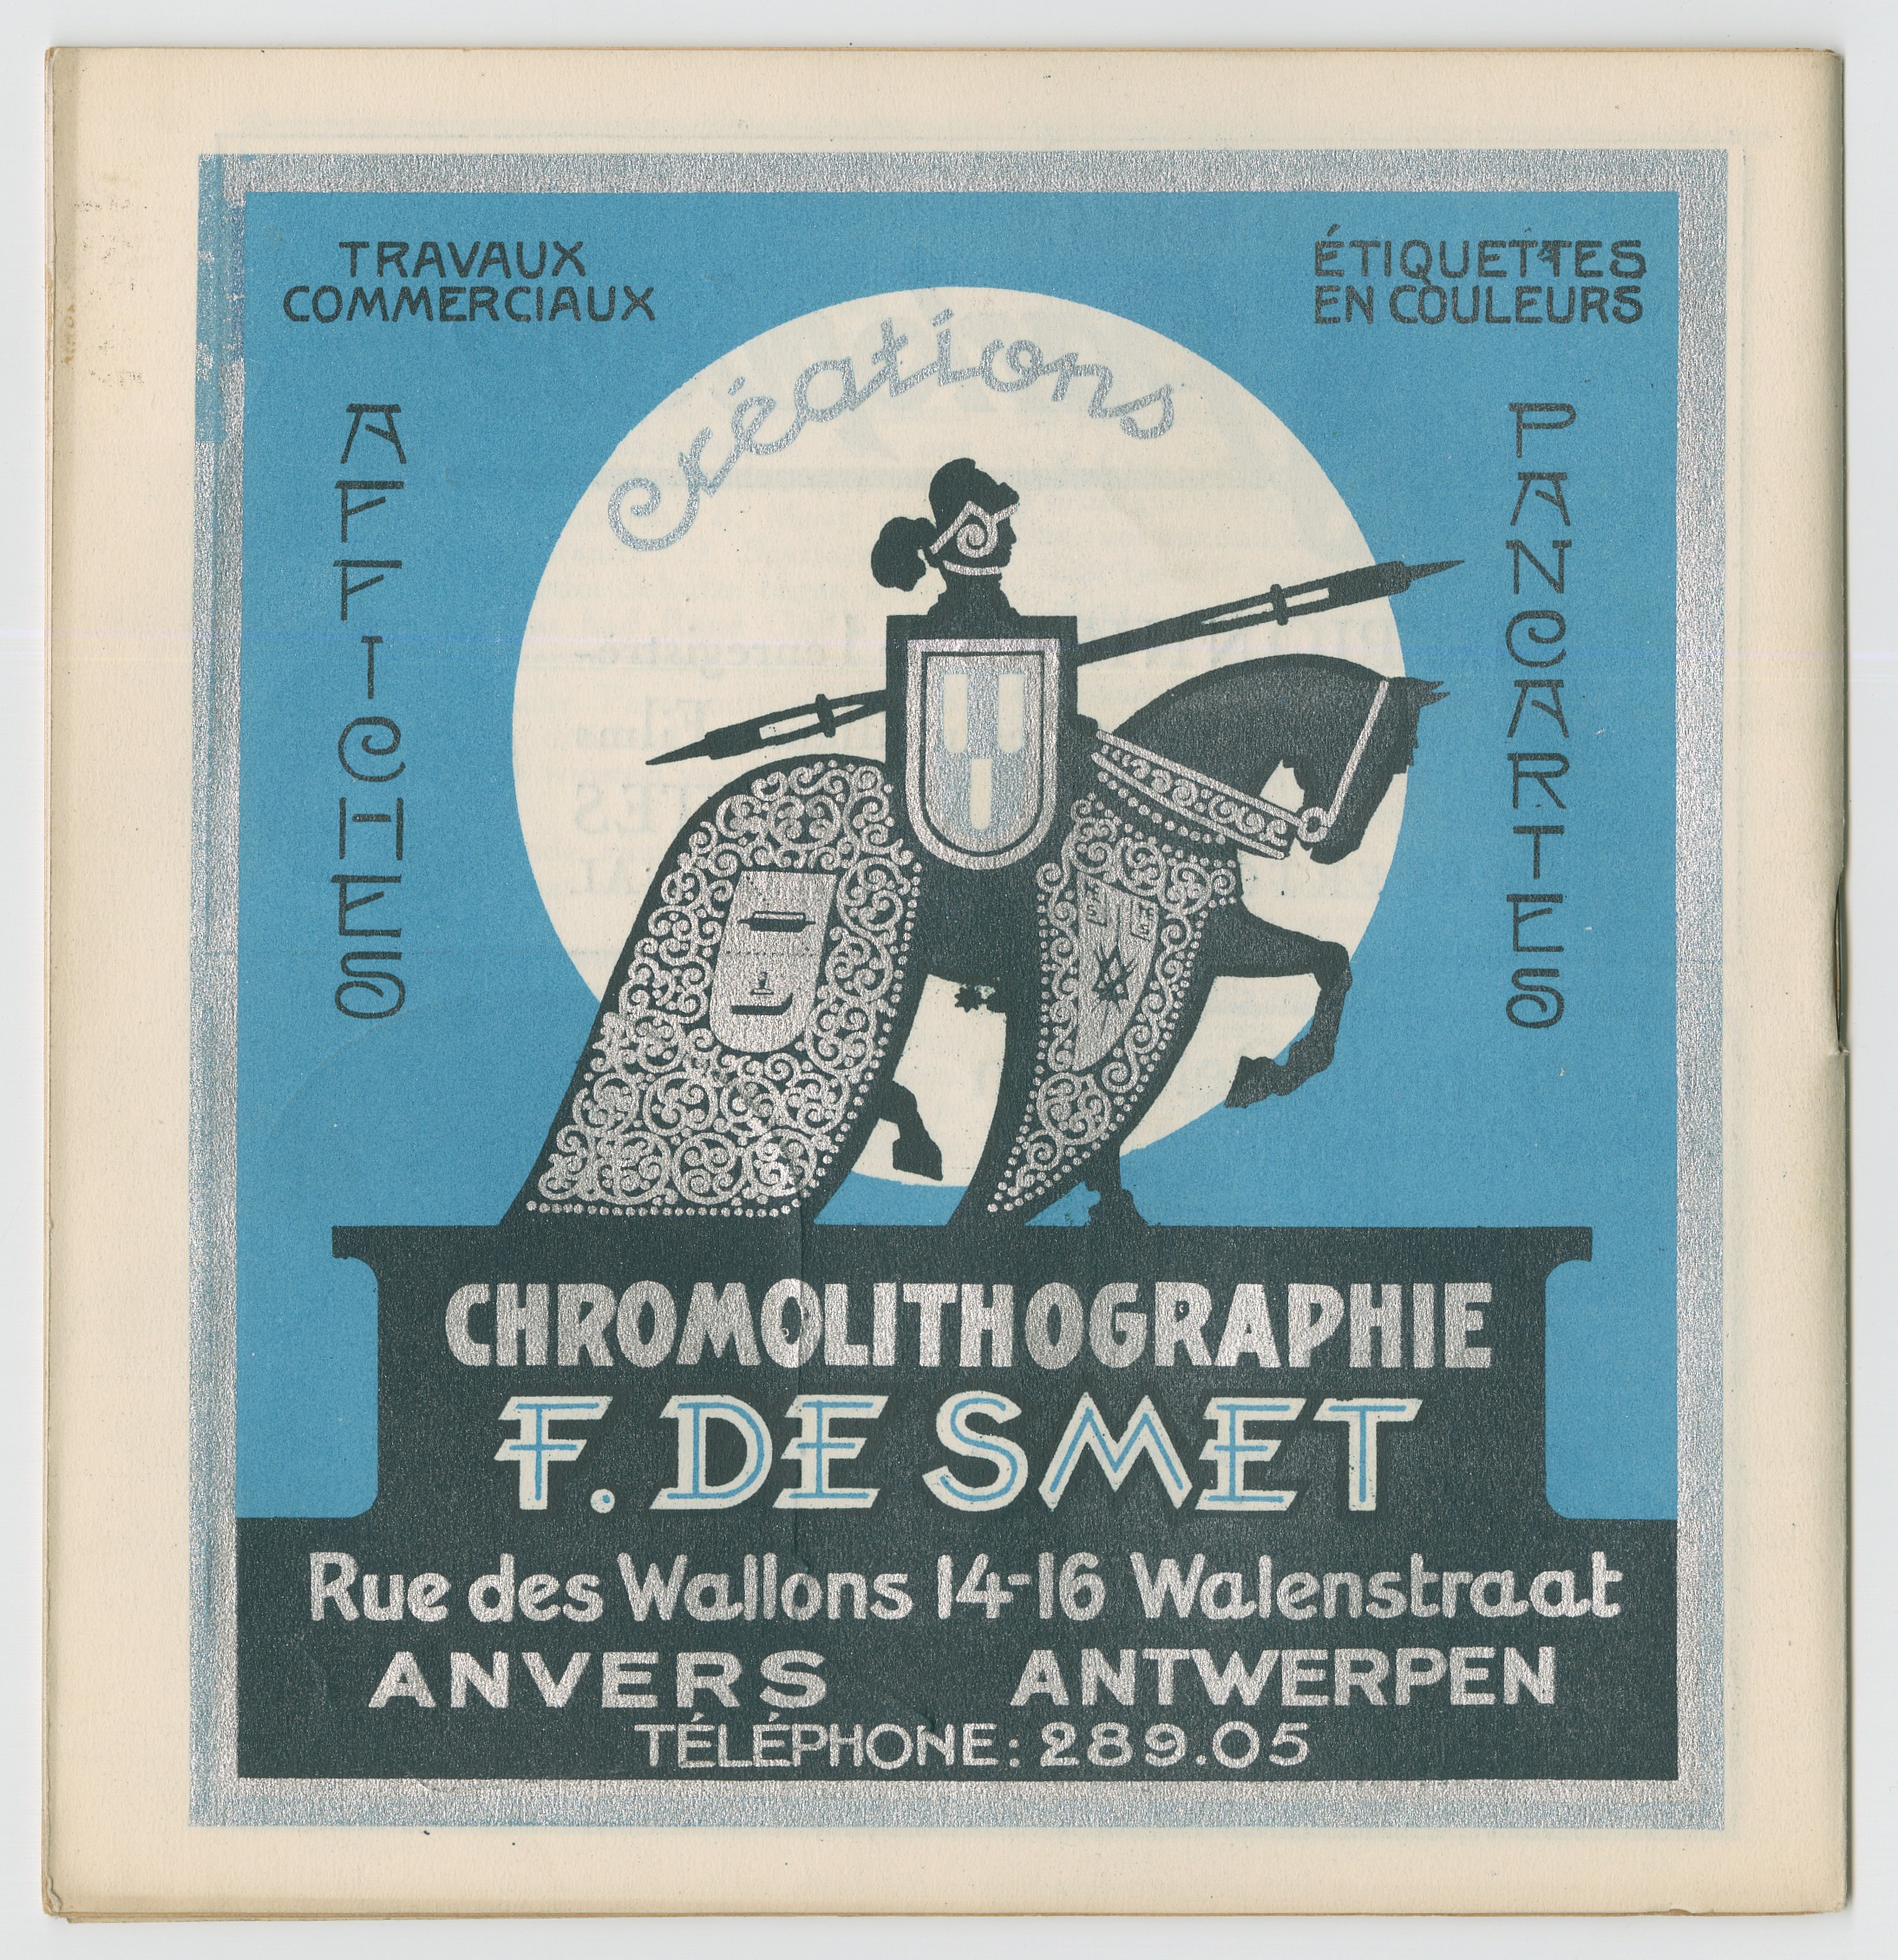 TRAVAUX
COMMERCIAUX
ÉTIQUETTES
EN COULEURS
créations
AFFICHES
PANCARTES
CHROMOLITHOGRAPHIE
F. DE SMET
Rue des Wallons 14-16 Walenstraat
ANVERS ANTWERPEN
TÉLÉPHONE: 289.05